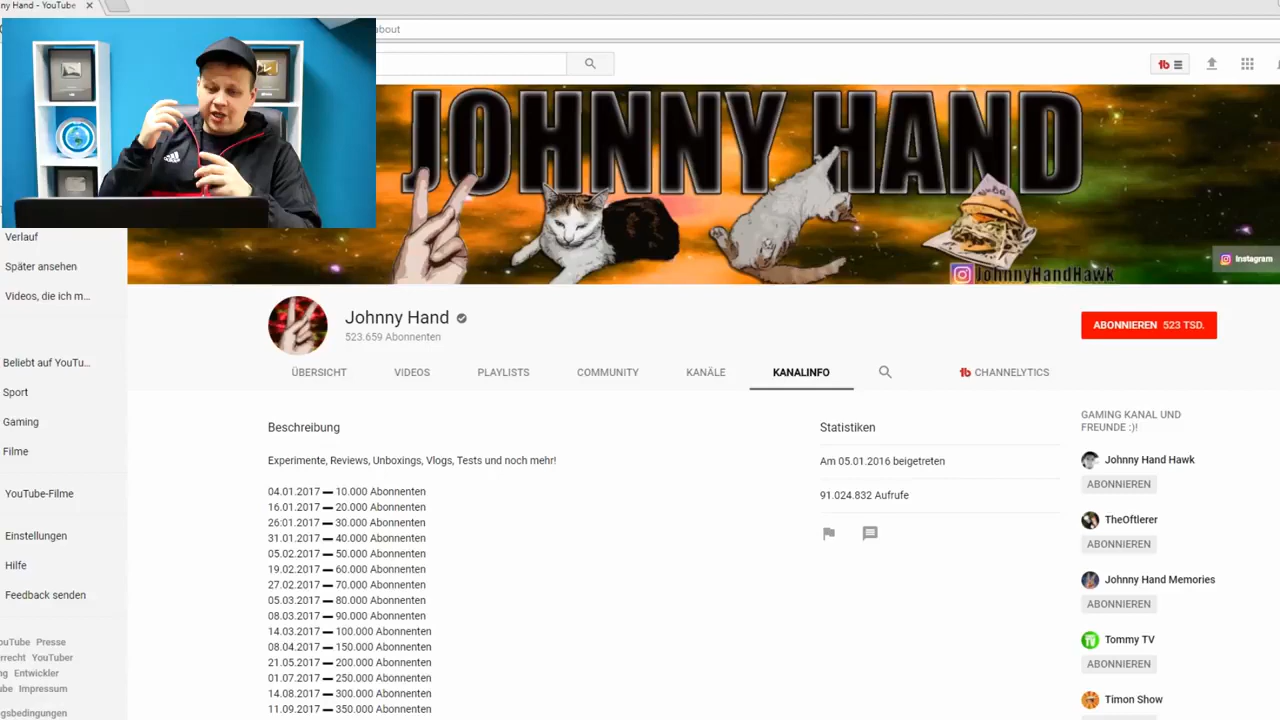 ny Hand - YouTube
about
JOHNNY HAND
JohnnyHandHawk
Instagram
Verlauf
Später ansehen
Videos, die ich m...
Beliebt auf YouTu...
Sport
Gaming
Filme
YouTube-Filme
Einstellungen
Hilfe
Feedback senden
ouTube Presse
errecht YouTuber
ng Entwickler
ube Impressum
gsbedingungen
Johnny Hand
523.659 Abonnenten
ABONNIEREN 523 TSD.
ÜBERSICHT VIDEOS PLAYLISTS COMMUNITY KANÄLE KANALINFO CHANNELYTICS
Beschreibung
Experimente, Reviews, Unboxings, Vlogs, Tests und noch mehr!
04.01.2017 — 10.000 Abonnenten
16.01.2017 — 20.000 Abonnenten
26:01.2017 — 30.000 Abonnenten
31.01.2017 — 40.000 Abonnenten
05.02.2017 — 50.000 Abonnenten
19.02.2017 — 60.000 Abonnenten
27.02.2017 — 70.000 Abonnenten
05.03.2017 — 80.000 Abonnenten
08.03.2017 — 90.000 Abonnenten
14.03.2017 — 100.000 Abonnenten
08.04.2017 — 150.000 Abonnenten
21.05.2017 — 200.000 Abonnenten
01.07.2017 — 250.000 Abonnenten
14.08.2017 — 300.000 Abonnenten
11.09.2017 — 350.000 Abonnenten
Statistiken
Am 05.01.2016 beigetreten
91.024.832 Aufrufe
GAMING KANAL UND
FREUNDE :)!
Johnny Hand Hawk
ABONNIEREN
TheOftlerer
ABONNIEREN
Johnny Hand Memories
ABONNIEREN
Tommy TV
ABONNIEREN
Timon Show